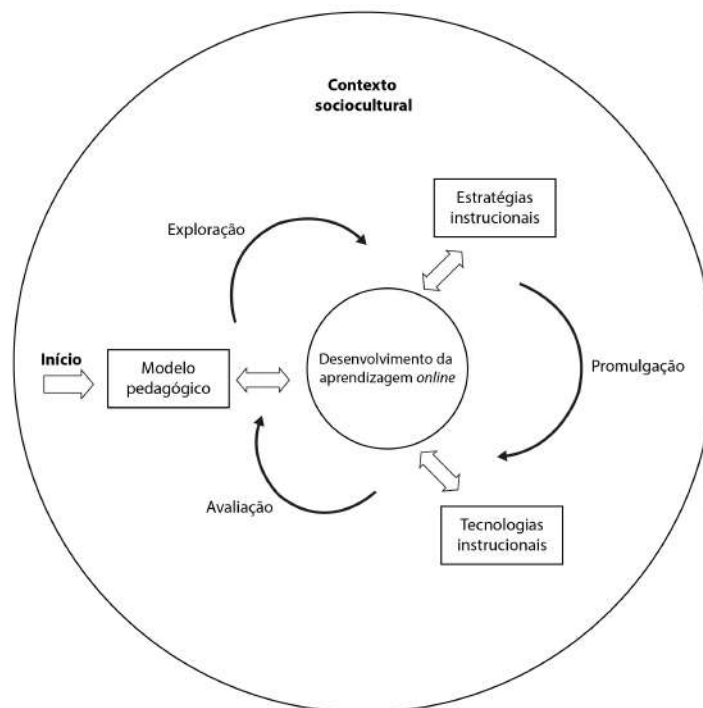 Contexto
sociocultural
Estratégias
instrucionais
Exploração
Início
Modelo
pedagógico
Desenvolvimento da
aprendizagem online
Promulgação
Avaliação
Tecnologias
instrucionais